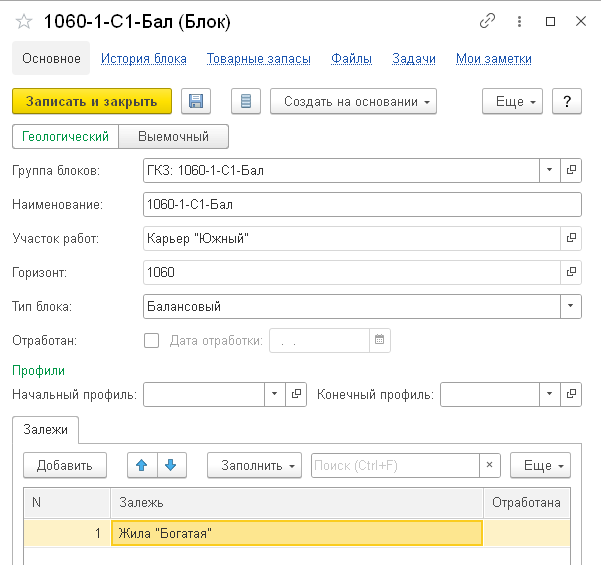 1060-1-С1-Бал (Блок)
Основное История блока Товарные запасы Файлы Задачи Мои заметки
Записать и закрыть Создать на основании Еще ?
Геологический Выемочный
Группа блоков: ГКЗ: 1060-1-С1-Бал
Наименование: 1060-1-С1-Бал
Участок работ: Карьер "Южный"
Горизонт: 1060
Тип блока: Балансовый
Отработан: Дата отработки: . .
Профили
Начальный профиль: Конечный профиль:
Залежи
Добавить Заполнить Поиск (Ctrl+F) × Еще
N Залежь Отработана
1 Жила "Богатая"